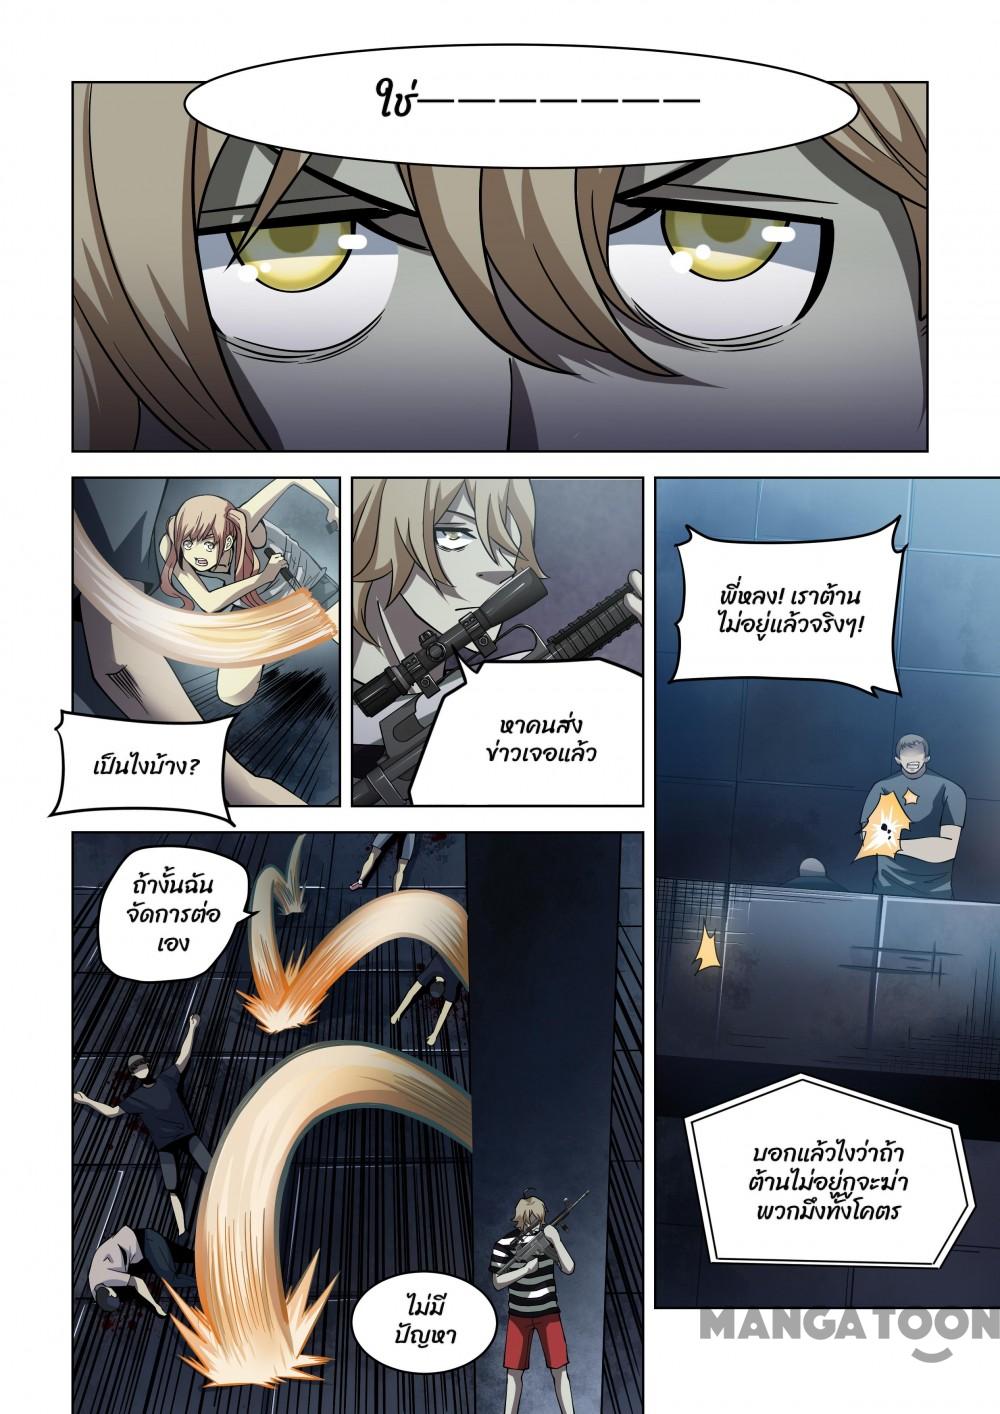 ใช่———————
พี่หลง! เราต้าน
ไม่อยู่แล้วจริงๆ!
หาคนส่ง
ข่าวเจอแล้ว
เป็นไงบ้าง?
บอกแล้วไงว่าถ้า
ต้านไม่อยู่กูจะฆ่า
พวกมึงทั้งโคตร
ถ้างั้นฉัน
จัดการต่อ
เอง
ไม่มี
ปัญหา
MANGATOON